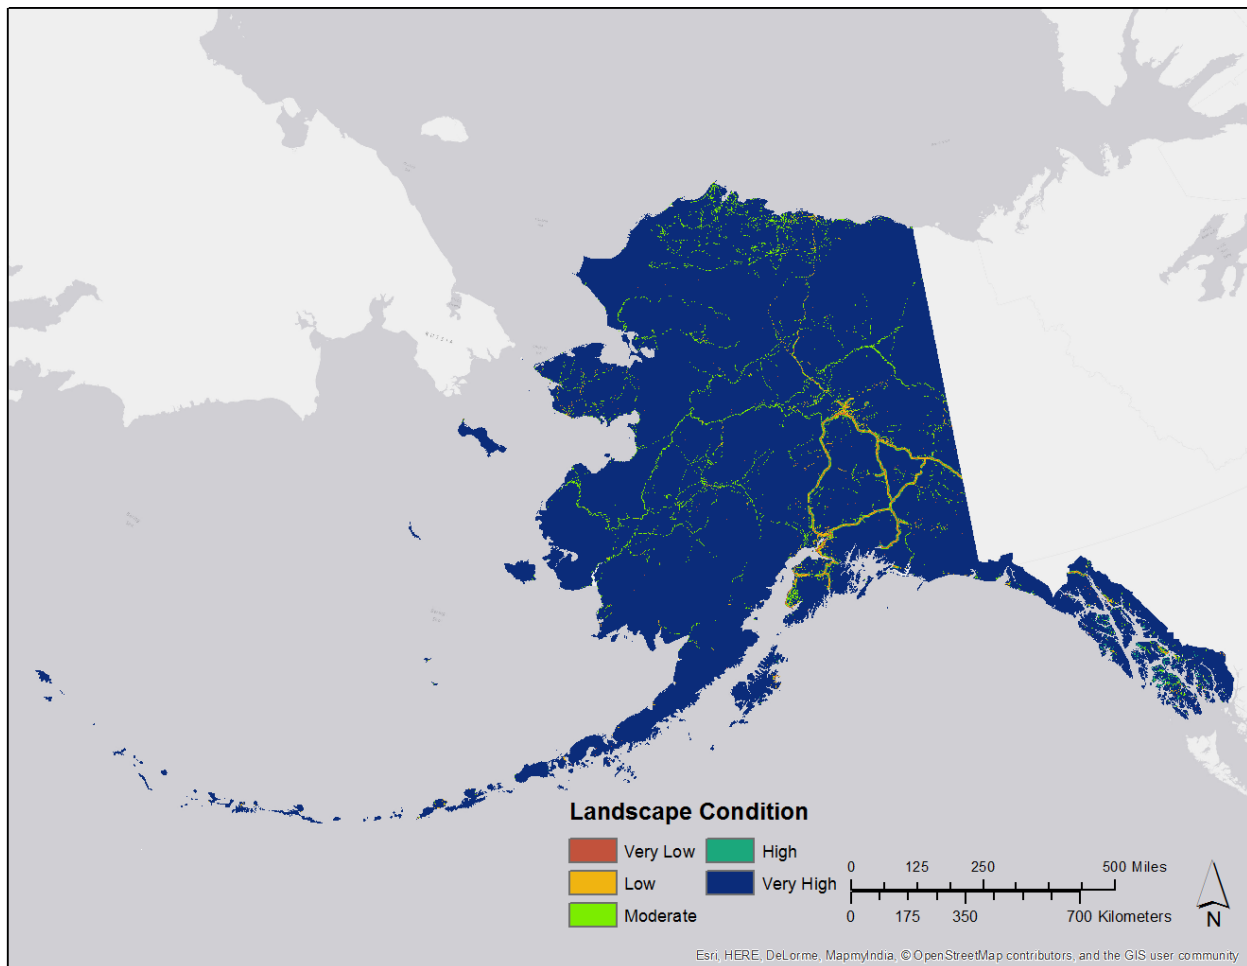 RUSSIA
Landscape Condition
Very Low
High
Low
Very High
Moderate
0 125 250 500 Miles
0 175 350 700 Kilometers
N
Esri, HERE, DeLorme, MapmyIndia, © OpenStreetMap contributors, and the GIS user community